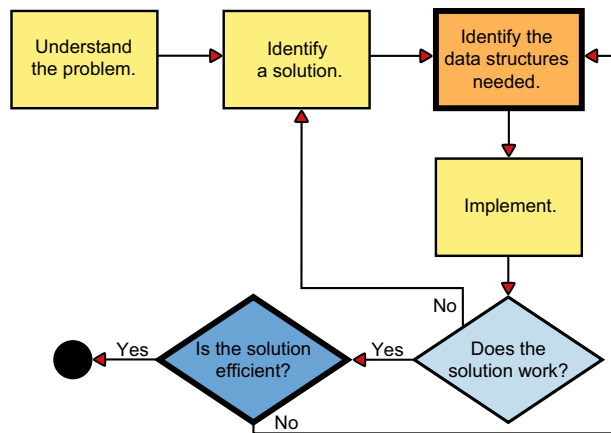 Understand
the problem.
Identify
a solution.
Identify the
data structures
needed.
Implement.
No
Does the
solution work?
Yes
Is the solution
efficient?
Yes
No